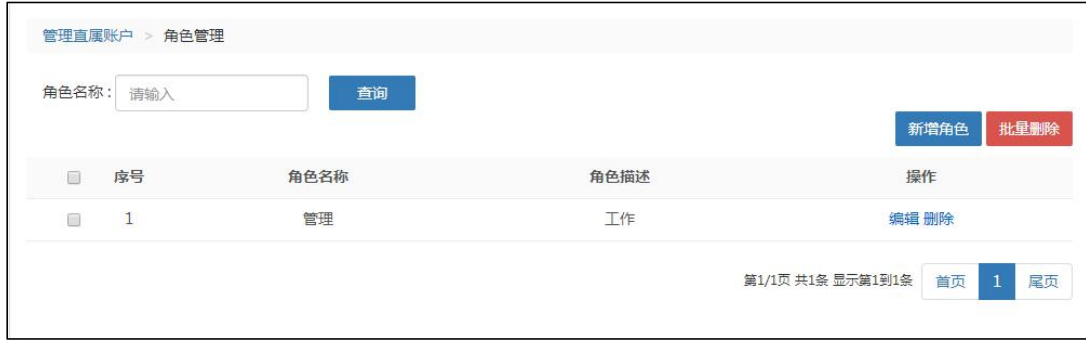 管理直属账户 > 角色管理
角色名称: 请输入 查询
新增角色 批量删除
序号 角色名称 角色描述 操作
1 管理 工作 编辑 删除
第1/1页 共1条 显示第1到1条 首页 1 尾页